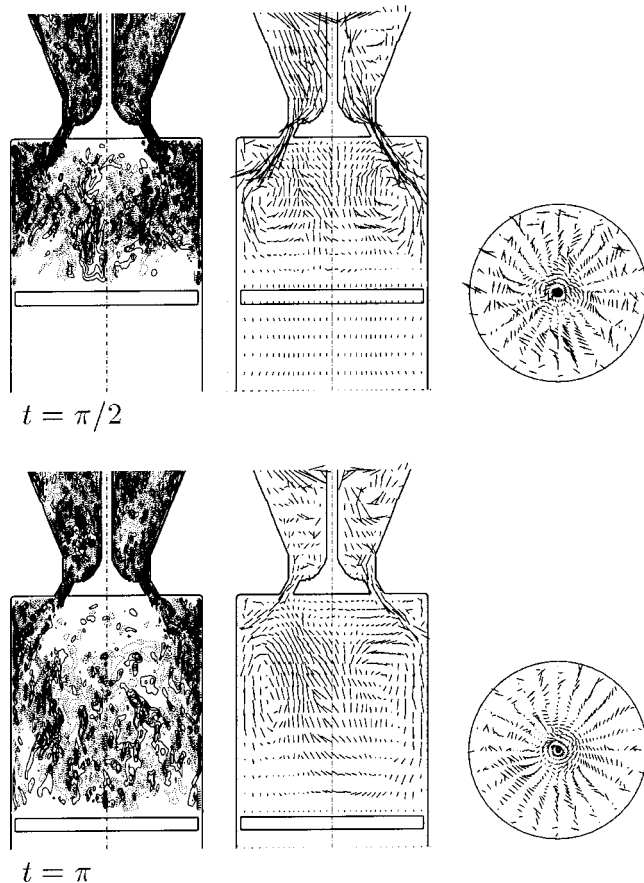 t = π/2
t = π